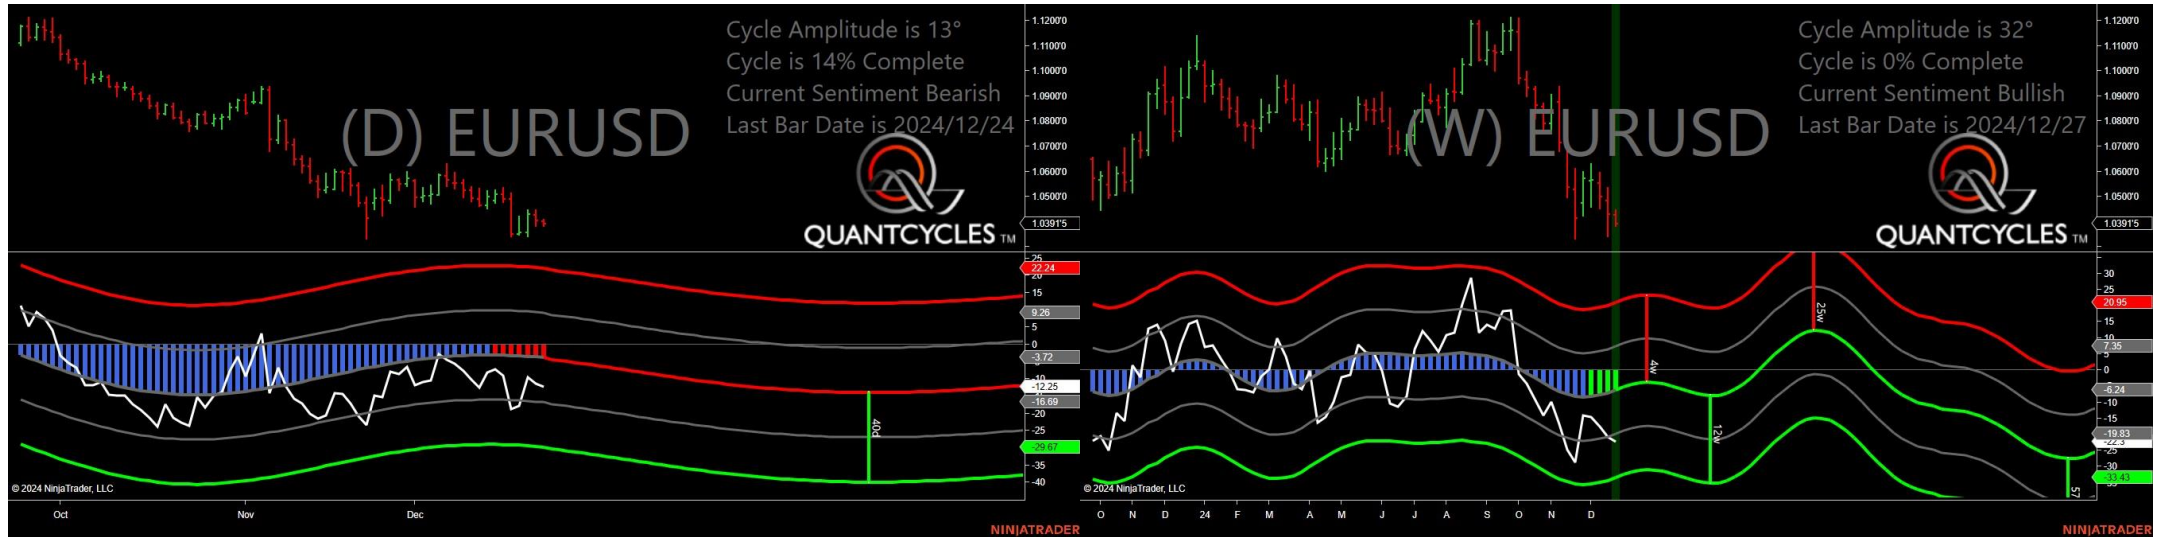 Cycle Amplitude is 13°
Cycle is 14% Complete
Current Sentiment Bearish
Last Bar Date is 2024/12/24
(D) EURUSD
QUANTCYCLES TM
1.1200'0
1.1100'0
1.1000'0
1.0900'0
1.0800'0
1.0700'0
1.0600'0
1.0500'0
1.0391'5
25
22.24
20
15
9.26
5
0
-3.72
-10
-12.25
-16.69
-20
-25
-29.67
-35
-40
40d
© 2024 NinjaTrader, LLC
Oct Nov Dec
NINJATRADER
Cycle Amplitude is 32°
Cycle is 0% Complete
Current Sentiment Bullish
Last Bar Date is 2024/12/27
(W) EURUSD
QUANTCYCLES TM
1.1200'0
1.1100'0
1.1000'0
1.0900'0
1.0800'0
1.0700'0
1.0600'0
1.0500'0
1.0391'5
30
25
20.95
15
10
7.35
5
0
-6.24
-10
-15
-19.83
-22.3
-25
-30
-33.43
4w
12w
25w
57
© 2024 NinjaTrader, LLC
O N D 24 F M A M J J A S O N D
NINJATRADER